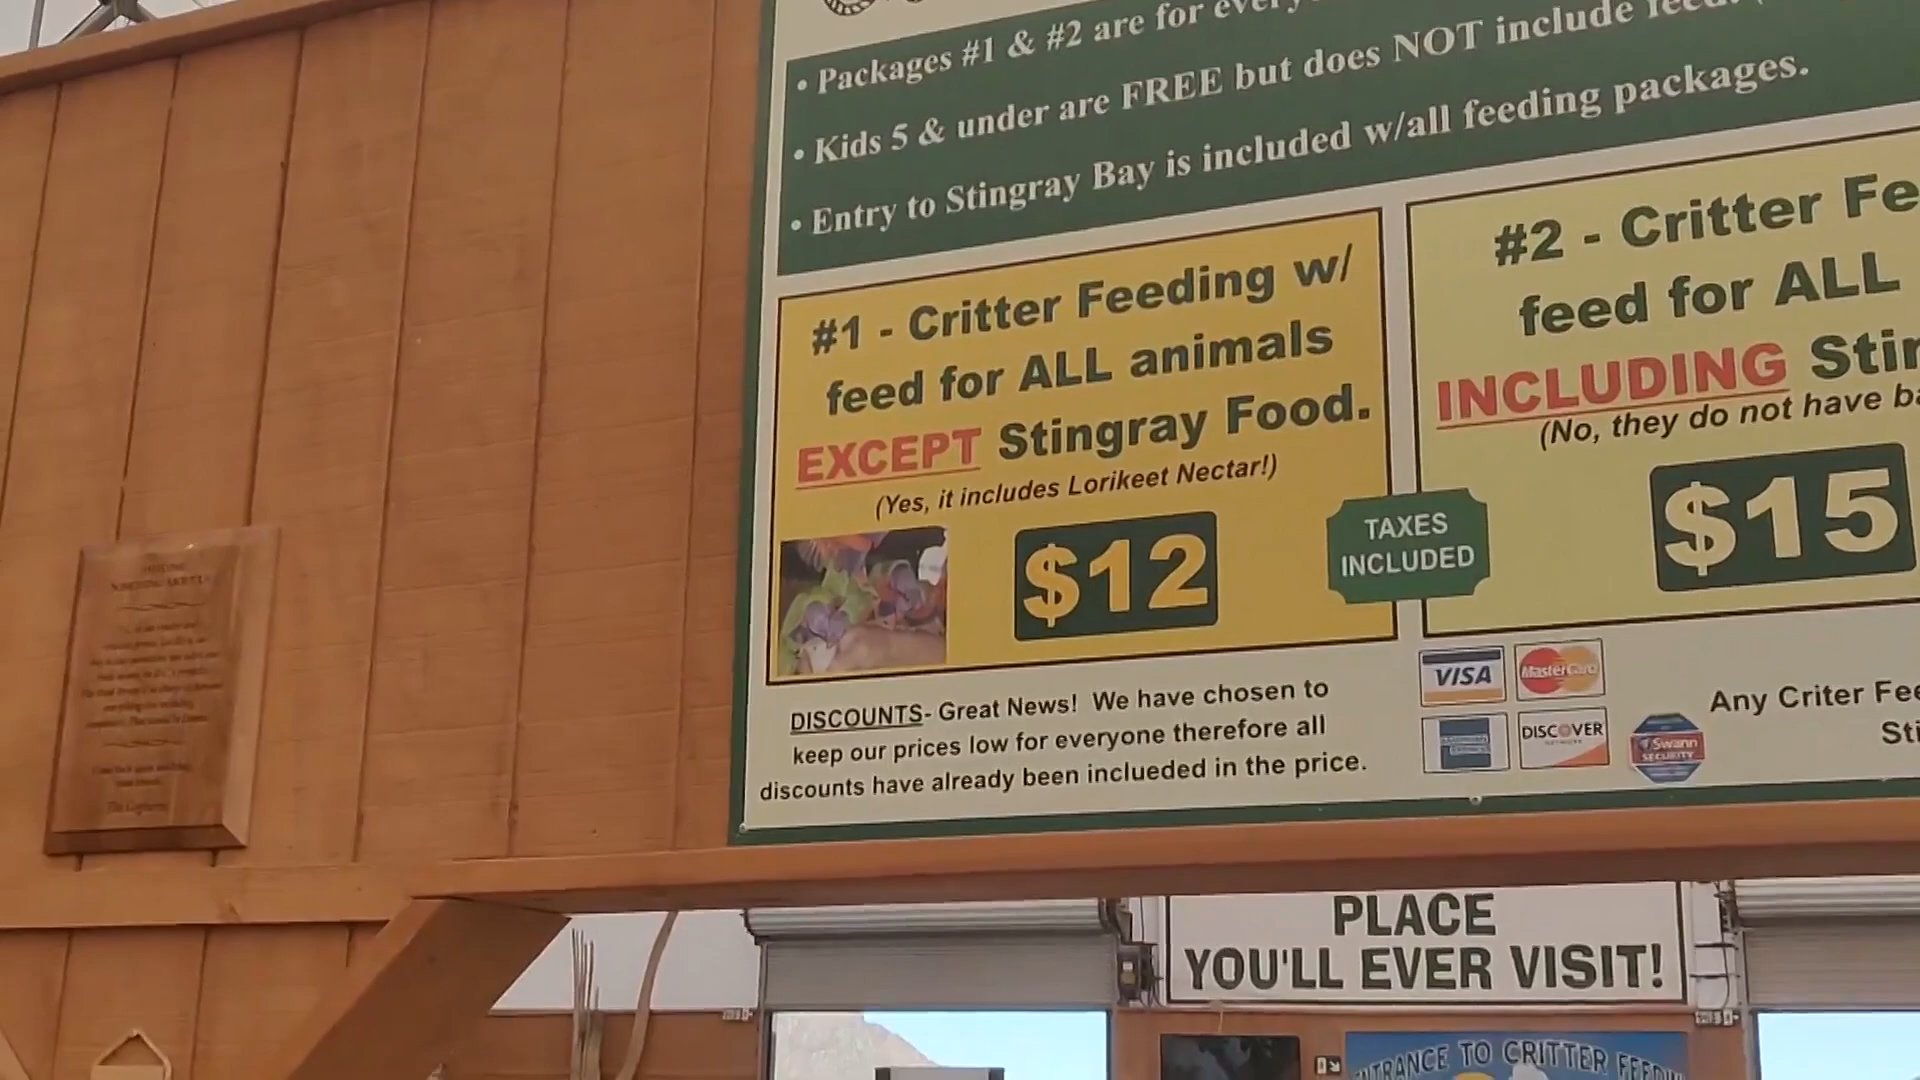 • Packages #1 & #2 are for
• Kids 5 & under are FREE but does NOT include
• Entry to Stingray Bay is included w/all feeding packages.
#1 - Critter Feeding w/
feed for ALL animals
EXCEPT Stingray Food.
(Yes, it includes Lorikeet Nectar!)
$12
TAXES
INCLUDED
#2 - Critter Fe
feed for ALL
INCLUDING Stin
(No, they do not have ba
$15
DISCOUNTS- Great News! We have chosen to
keep our prices low for everyone therefore all
discounts have already been inclueded in the price.
VISA
MasterCard
DISCOVER
Swann
SECURITY
Any Criter Fee
Sti
PLACE
YOU'LL EVER VISIT!
ENTRANCE TO CRITTER FEEDIN